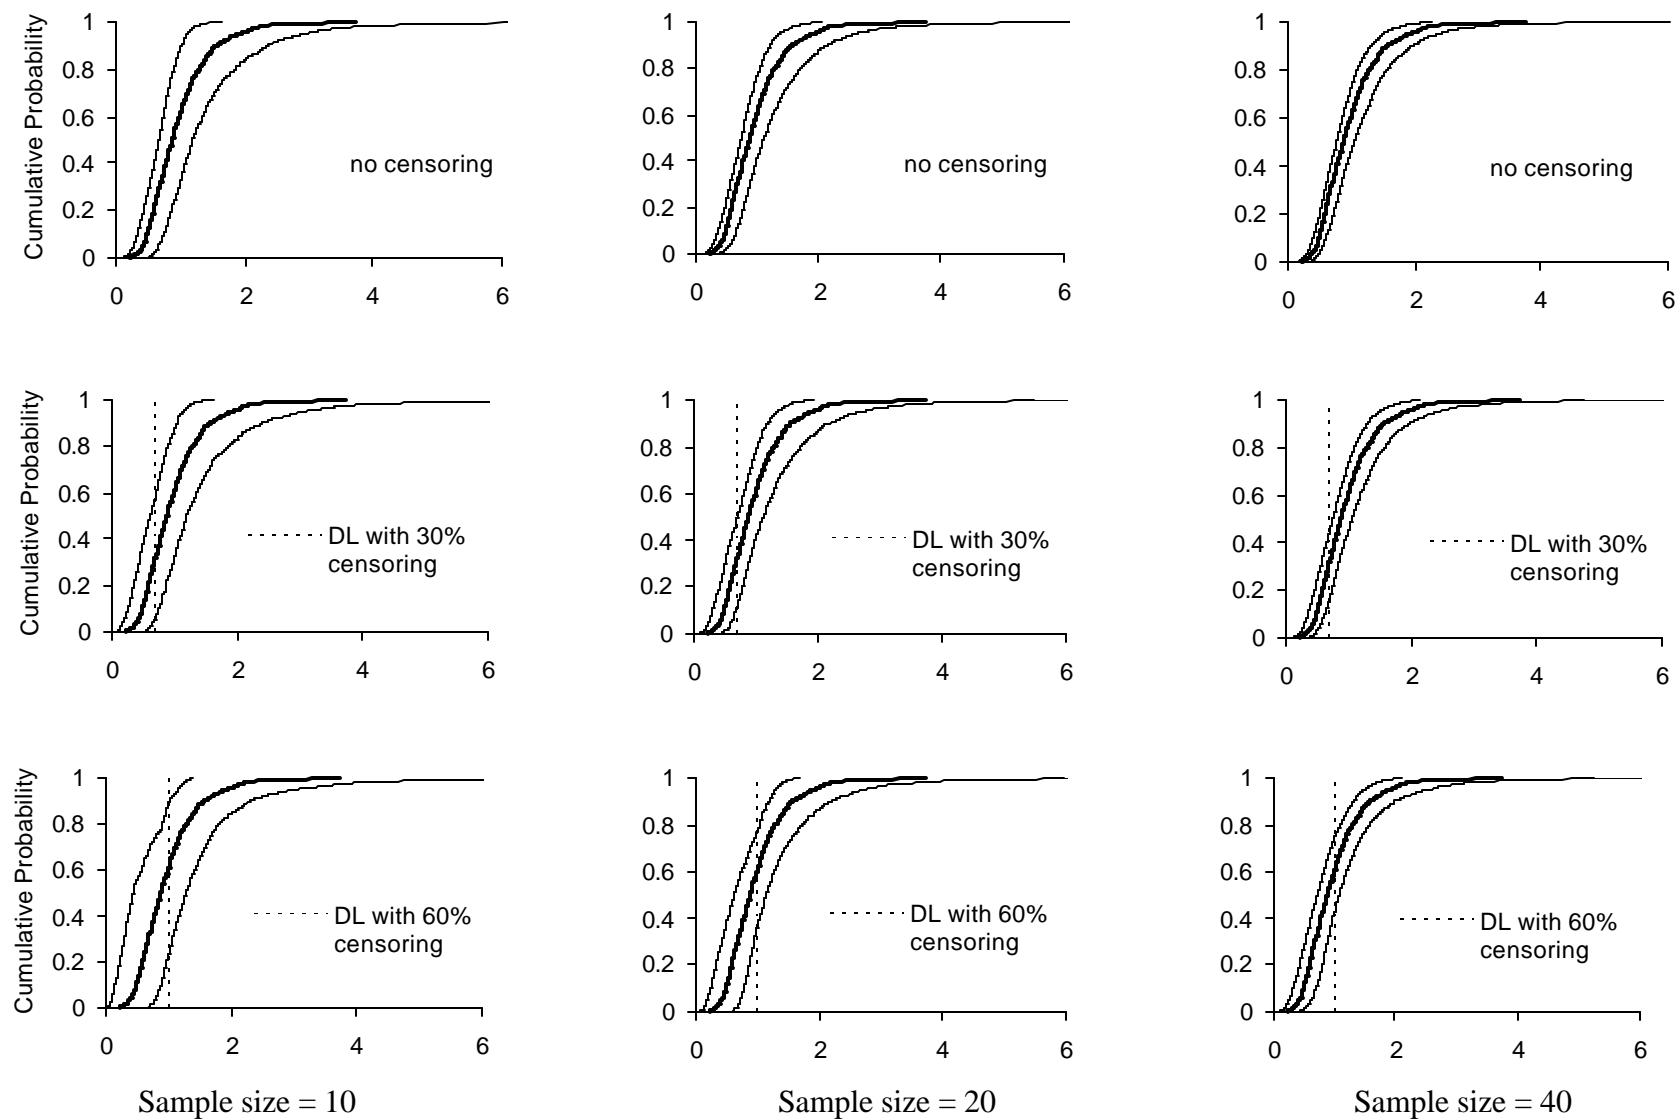 Cumulative Probability
1
0.8
0.6
0.4
0.2
0
0 2 4 6
no censoring
1
0.8
0.6
0.4
0.2
0
0 2 4 6
no censoring
1
0.8
0.6
0.4
0.2
0
0 2 4 6
no censoring
Cumulative Probability
1
0.8
0.6
0.4
0.2
0
0 2 4 6
DL with 30%
censoring
1
0.8
0.6
0.4
0.2
0
0 2 4 6
DL with 30%
censoring
1
0.8
0.6
0.4
0.2
0
0 2 4 6
DL with 30%
censoring
Cumulative Probability
1
0.8
0.6
0.4
0.2
0
0 2 4 6
DL with 60%
censoring
1
0.8
0.6
0.4
0.2
0
0 2 4 6
DL with 60%
censoring
1
0.8
0.6
0.4
0.2
0
0 2 4 6
DL with 60%
censoring
Sample size = 10
Sample size = 20
Sample size = 40